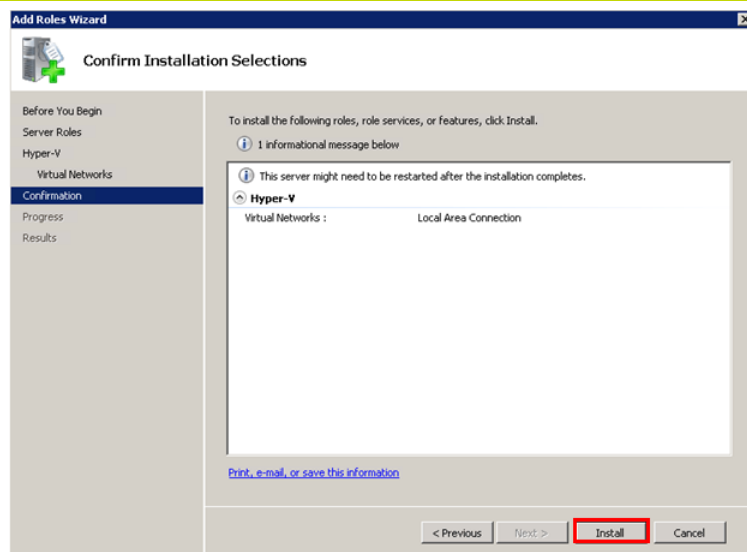 Add Roles Wizard
Confirm Installation Selections
Before You Begin
Server Roles
Hyper-V
Virtual Networks
Confirmation
Progress
Results
To install the following roles, role services, or features, click Install.
1 informational message below
This server might need to be restarted after the installation completes.
Hyper-V
Virtual Networks : Local Area Connection
Print, e-mail, or save this information
< Previous Next > Install Cancel